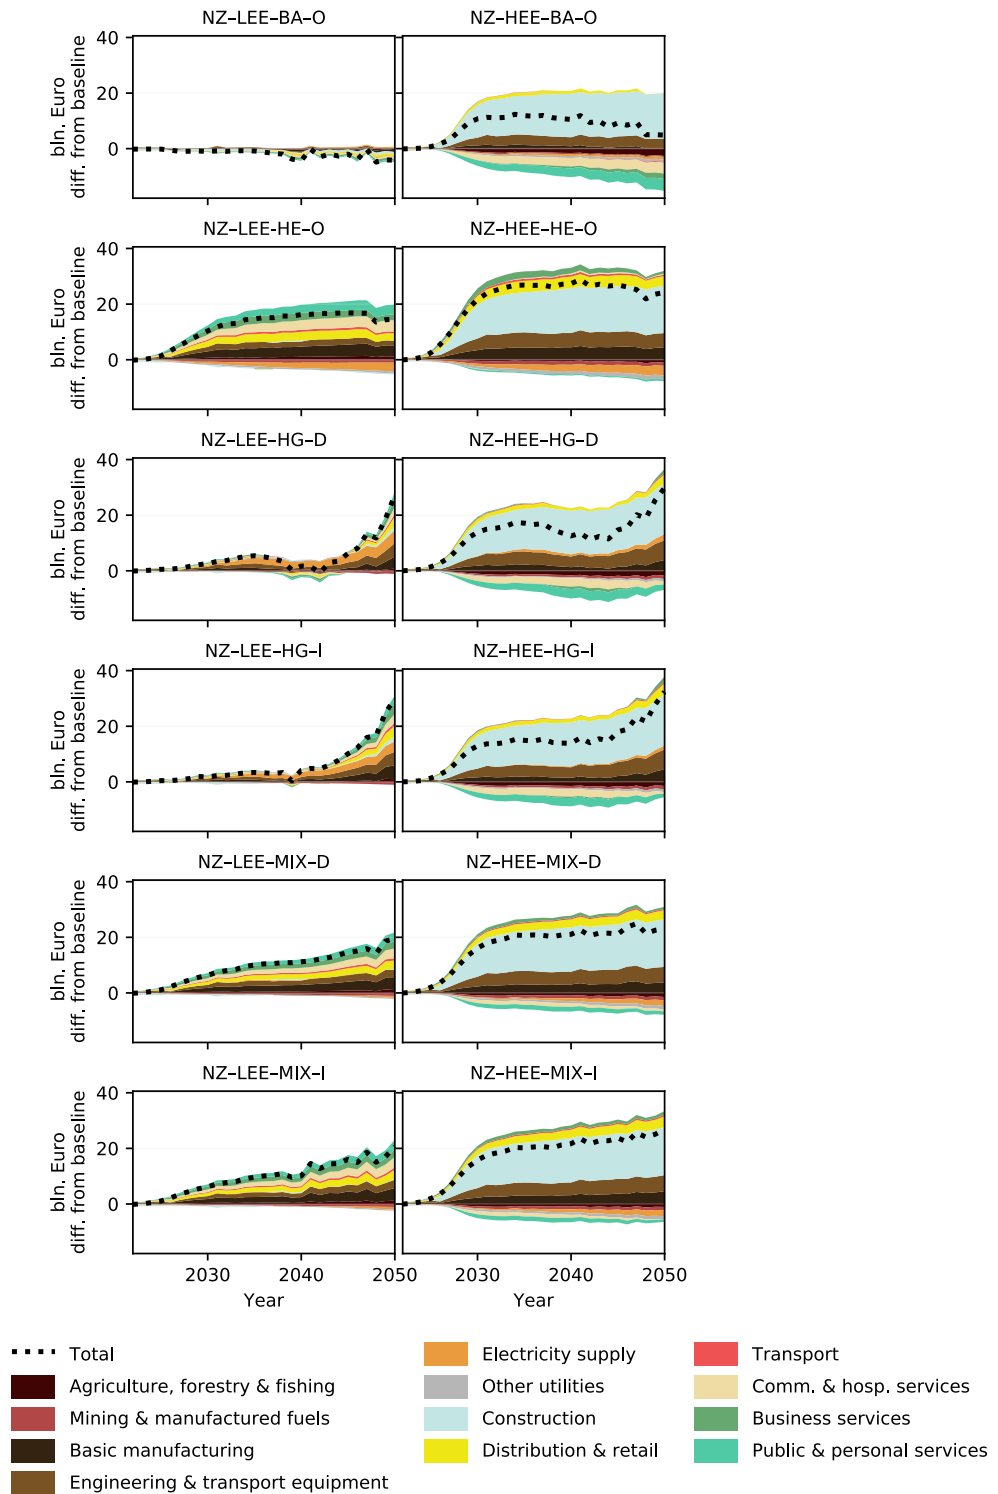 NZ–LEE–BA–O
NZ–HEE–BA–O
40
20
0
bln. Euro
diff. from baseline
NZ–LEE–HE–O
NZ–HEE–HE–O
40
20
0
bln. Euro
diff. from baseline
NZ–LEE–HG–D
NZ–HEE–HG–D
40
20
0
bln. Euro
diff. from baseline
NZ–LEE–HG–I
NZ–HEE–HG–I
40
20
0
bln. Euro
diff. from baseline
NZ–LEE–MIX–D
NZ–HEE–MIX–D
40
20
0
bln. Euro
diff. from baseline
NZ–LEE–MIX–I
NZ–HEE–MIX–I
40
20
0
bln. Euro
diff. from baseline
2030 2040 2050 2030 2040 2050
Year Year
Total
Agriculture, forestry & fishing
Mining & manufactured fuels
Basic manufacturing
Engineering & transport equipment
Electricity supply
Other utilities
Construction
Distribution & retail
Transport
Comm. & hosp. services
Business services
Public & personal services